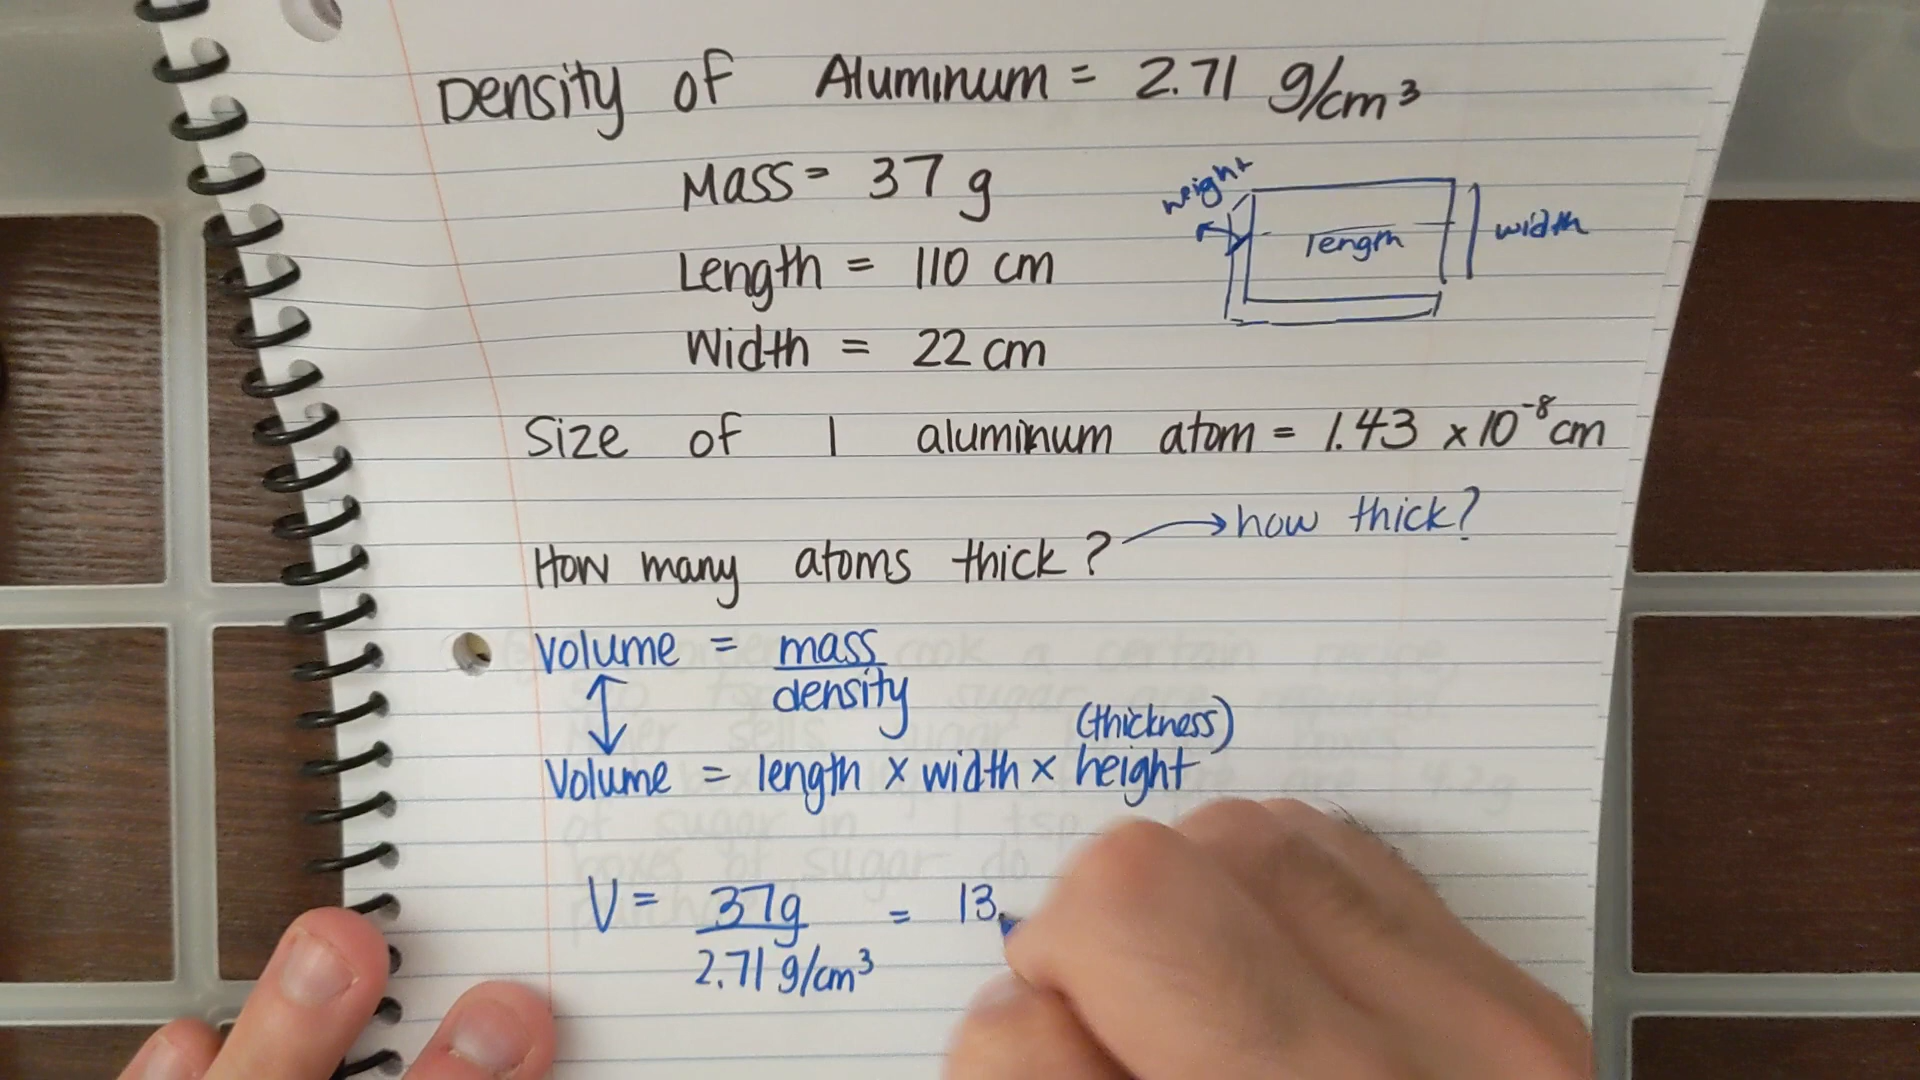 Density of Aluminum = 2.71 g/cm³
Mass = 37 g
Length = 110 cm
Width = 22 cm
height
length
width
Size of 1 aluminum atom = 1.43 x 10⁻⁸ cm
How many atoms thick? → how thick?
volume = mass
density
↕
(thickness)
Volume = length x width x height
V = 37g = 13.
2.71 g/cm³